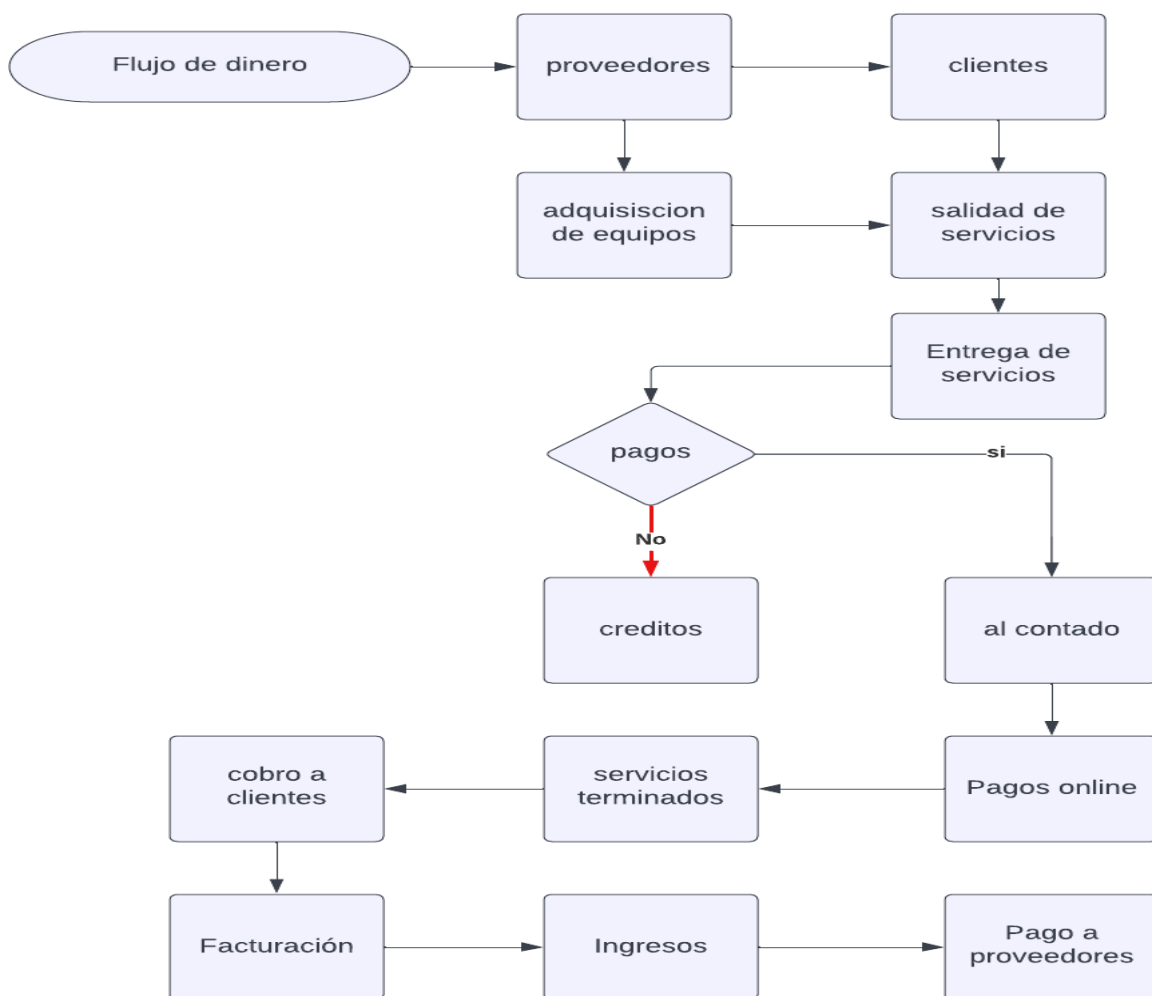 Flujo de dinero
proveedores
clientes
adquisiscion
de equipos
salidad de
servicios
Entrega de
servicios
pagos
si
No
creditos
al contado
cobro a
clientes
servicios
terminados
Pagos online
Facturación
Ingresos
Pago a
proveedores